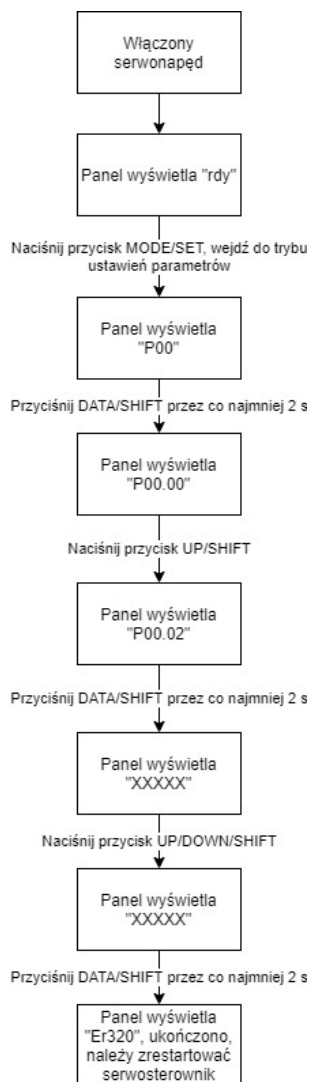 Włączony
serwonapęd
Panel wyświetla "rdy"
Naciśnij przycisk MODE/SET, wejdź do trybu
ustawień parametrów
Panel wyświetla
"P00"
Przyciśnij DATA/SHIFT przez co najmniej 2 s
Panel wyświetla
"P00.00"
Naciśnij przycisk UP/SHIFT
Panel wyświetla
"P00.02"
Przyciśnij DATA/SHIFT przez co najmniej 2 s
Panel wyświetla
"XXXXX"
Naciśnij przycisk UP/DOWN/SHIFT
Panel wyświetla
"XXXXX"
Przyciśnij DATA/SHIFT przez co najmniej 2 s
Panel wyświetla
"Er320", ukończono,
należy zrestartować
serwosterownik